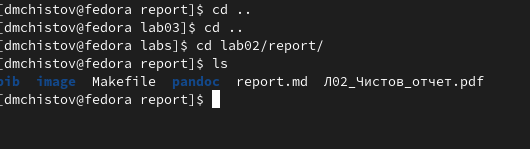 [dmchistov@fedora report]$ cd ..
[dmchistov@fedora lab03]$ cd ..
[dmchistov@fedora labs]$ cd lab02/report/
[dmchistov@fedora report]$ ls
bib image Makefile pandoc report.md Л02_Чистов_отчет.pdf
[dmchistov@fedora report]$